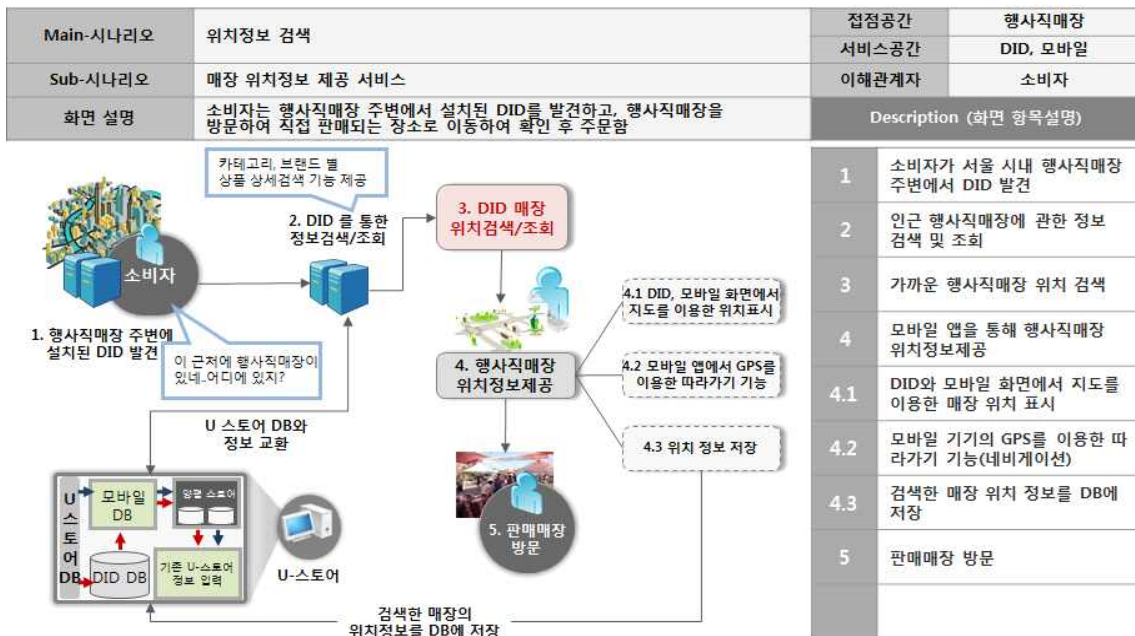 Main-시나리오
위치정보 검색
접점공간
행사직매장
서비스공간
DID, 모바일
Sub-시나리오
매장 위치정보 제공 서비스
이해관계자
소비자
화면 설명
소비자는 행사직매장 주변에서 설치된 DID를 발견하고, 행사직매장을
방문하여 직접 판매되는 장소로 이동하여 확인 후 주문함
Description (화면 항목설명)
카테고리, 브랜드 별
상품 상세검색 기능 제공
2. DID 를 통한
정보검색/조회
3. DID 매장
위치검색/조회
소비자
1. 행사직매장 주변에
설치된 DID 발견
이 근처에 행사직매장이
있네..어디에 있지?
4. 행사직매장
위치정보제공
4.1 DID, 모바일 화면에서
지도를 이용한 위치표시
4.2 모바일 앱에서 GPS를
이용한 따라가기 기능
4.3 위치 정보 저장
U 스토어 DB와
정보 교환
U
스
토
어
DB
모바일
DB
양결 스토어
DID DB
기존 U-스토어
정보 입력
U-스토어
5. 판매매장
방문
검색한 매장의
위치정보를 DB에 저장
1
소비자가 서울 시내 행사직매장
주변에서 DID 발견
2
인근 행사직매장에 관한 정보
검색 및 조회
3
가까운 행사직매장 위치 검색
4
모바일 앱을 통해 행사직매장
위치정보제공
4.1
DID와 모바일 화면에서 지도를
이용한 매장 위치 표시
4.2
모바일 기기의 GPS를 이용한 따
라가기 기능(네비게이션)
4.3
검색한 매장 위치 정보를 DB에
저장
5
판매매장 방문